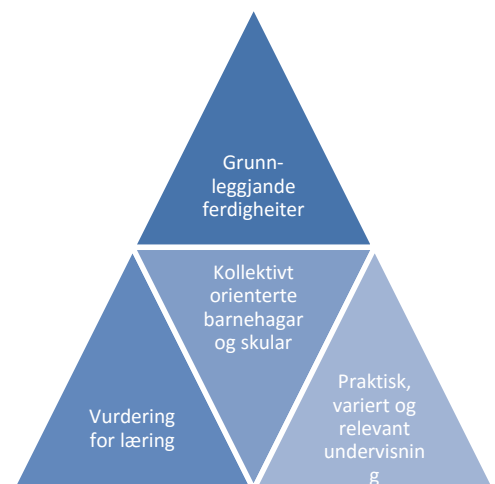 Grunn-
leggjande
ferdigheiter
Kollektivt
orienterte
barnehagar
og skular
Vurdering
for læring
Praktisk,
variert og
relevant
undervisnin
g